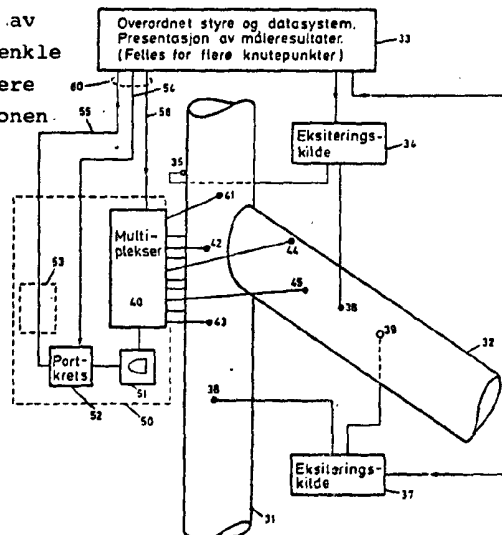 av
enkle
ere
onen
Overordnet styre og datasystem.
Presentasjon av måleresultater.
(Felles for flere knutepunkter)
33
60
54
55
58
Eksiterings-
kilde
34
35
41
Multi-
plekser
40
42
44
45
43
53
38
39
32
Port-
krets
52
51
50
38
Eksiterings-
kilde
37
31